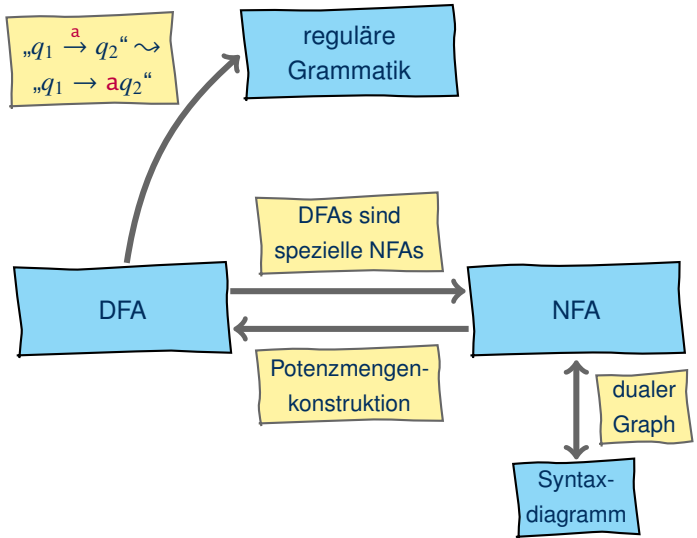 „q₁ →ᵃ q₂“ ⤳
„q₁ → aq₂“
reguläre
Grammatik
DFAs sind
spezielle NFAs
DFA
NFA
Potenzmengen-
konstruktion
dualer
Graph
Syntax-
diagramm